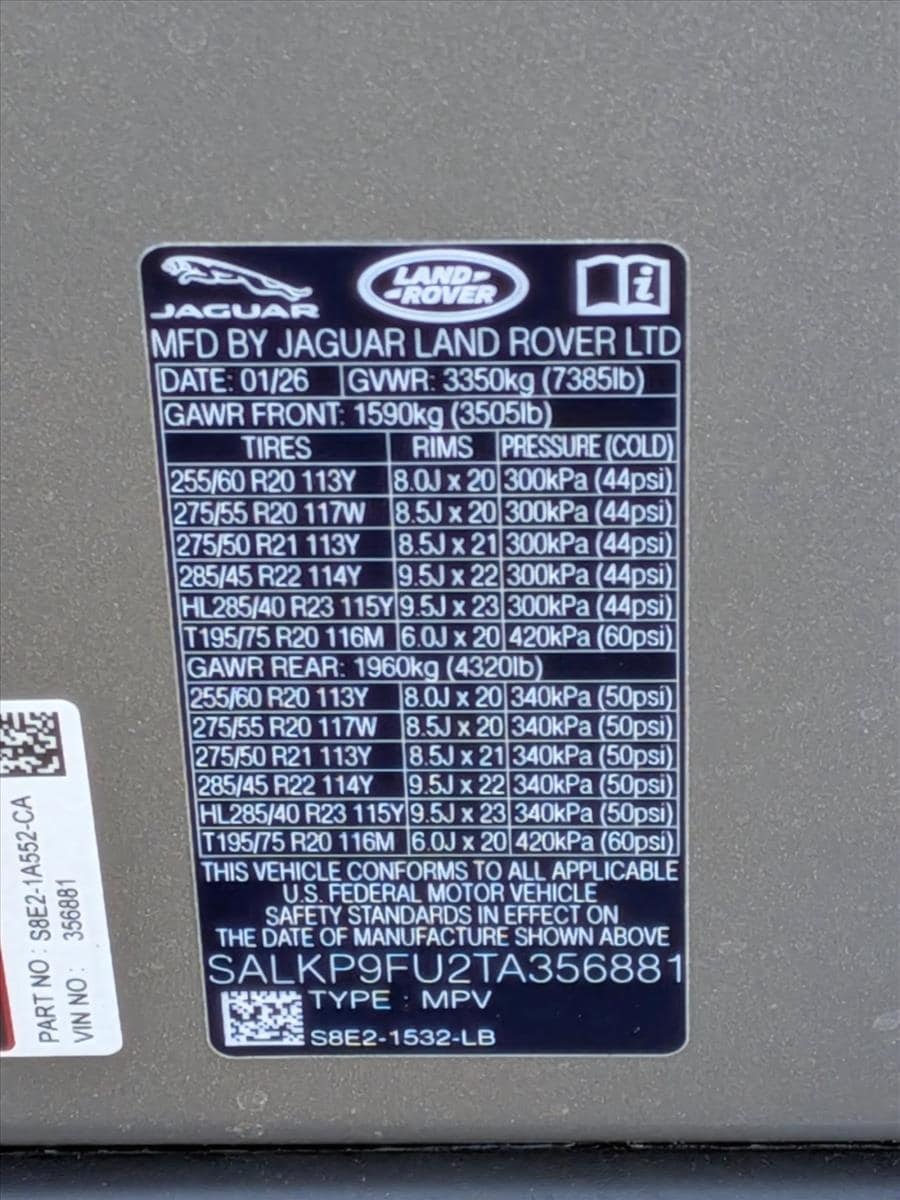 JAGUAR
LAND-
-ROVER
i
MFD BY JAGUAR LAND ROVER LTD
DATE: 01/26 GVWR: 3350kg (7385lb)
GAWR FRONT: 1590kg (3505lb)
TIRES RIMS PRESSURE (COLD)
255/60 R20 113Y 8.0J x 20 300kPa (44psi)
275/55 R20 117W 8.5J x 20 300kPa (44psi)
275/50 R21 113Y 8.5J x 21 300kPa (44psi)
285/45 R22 114Y 9.5J x 22 300kPa (44psi)
HL285/40 R23 115Y 9.5J x 23 300kPa (44psi)
T195/75 R20 116M 6.0J x 20 420kPa (60psi)
GAWR REAR: 1960kg (4320lb)
255/60 R20 113Y 8.0J x 20 340kPa (50psi)
275/55 R20 117W 8.5J x 20 340kPa (50psi)
275/50 R21 113Y 8.5J x 21 340kPa (50psi)
285/45 R22 114Y 9.5J x 22 340kPa (50psi)
HL285/40 R23 115Y 9.5J x 23 340kPa (50psi)
T195/75 R20 116M 6.0J x 20 420kPa (60psi)
THIS VEHICLE CONFORMS TO ALL APPLICABLE
U.S. FEDERAL MOTOR VEHICLE
SAFETY STANDARDS IN EFFECT ON
THE DATE OF MANUFACTURE SHOWN ABOVE
SALKP9FU2TA356881
TYPE : MPV
S8E2-1532-LB
PART NO : S8E2-1A552-CA
VIN NO : 356881